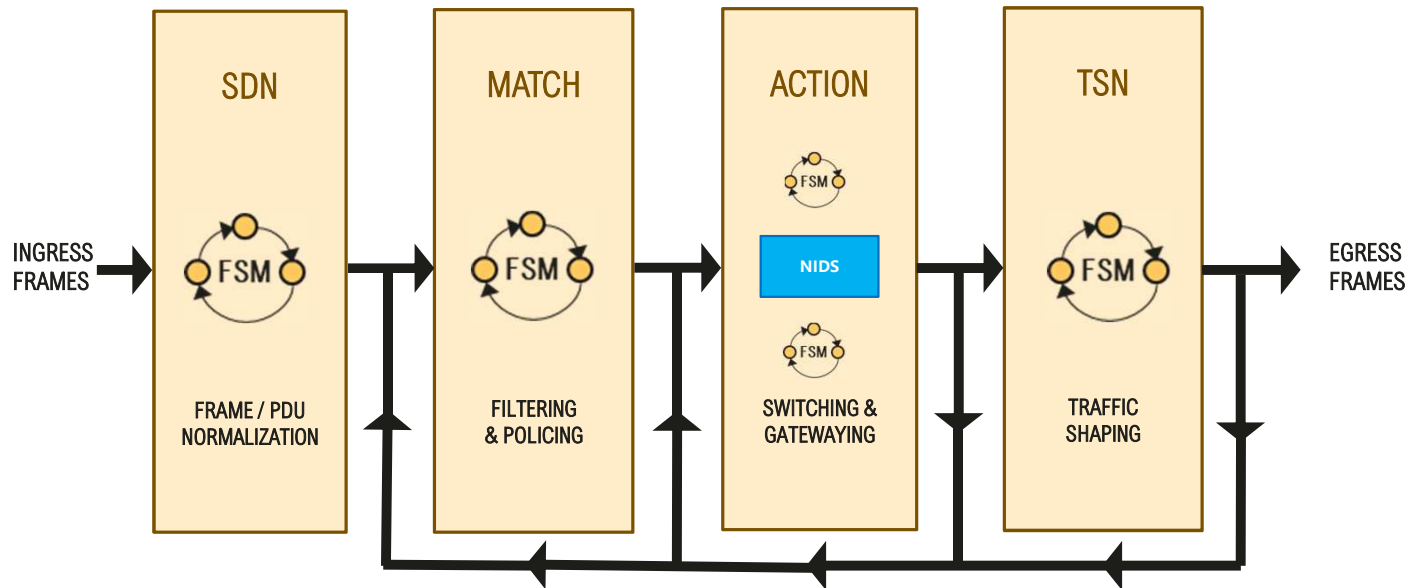 SDN
MATCH
ACTION
TSN
FSM
FSM
FSM
NIDS
FSM
FSM
INGRESS
FRAMES
EGRESS
FRAMES
FRAME / PDU
NORMALIZATION
FILTERING
& POLICING
SWITCHING &
GATEWAYING
TRAFFIC
SHAPING